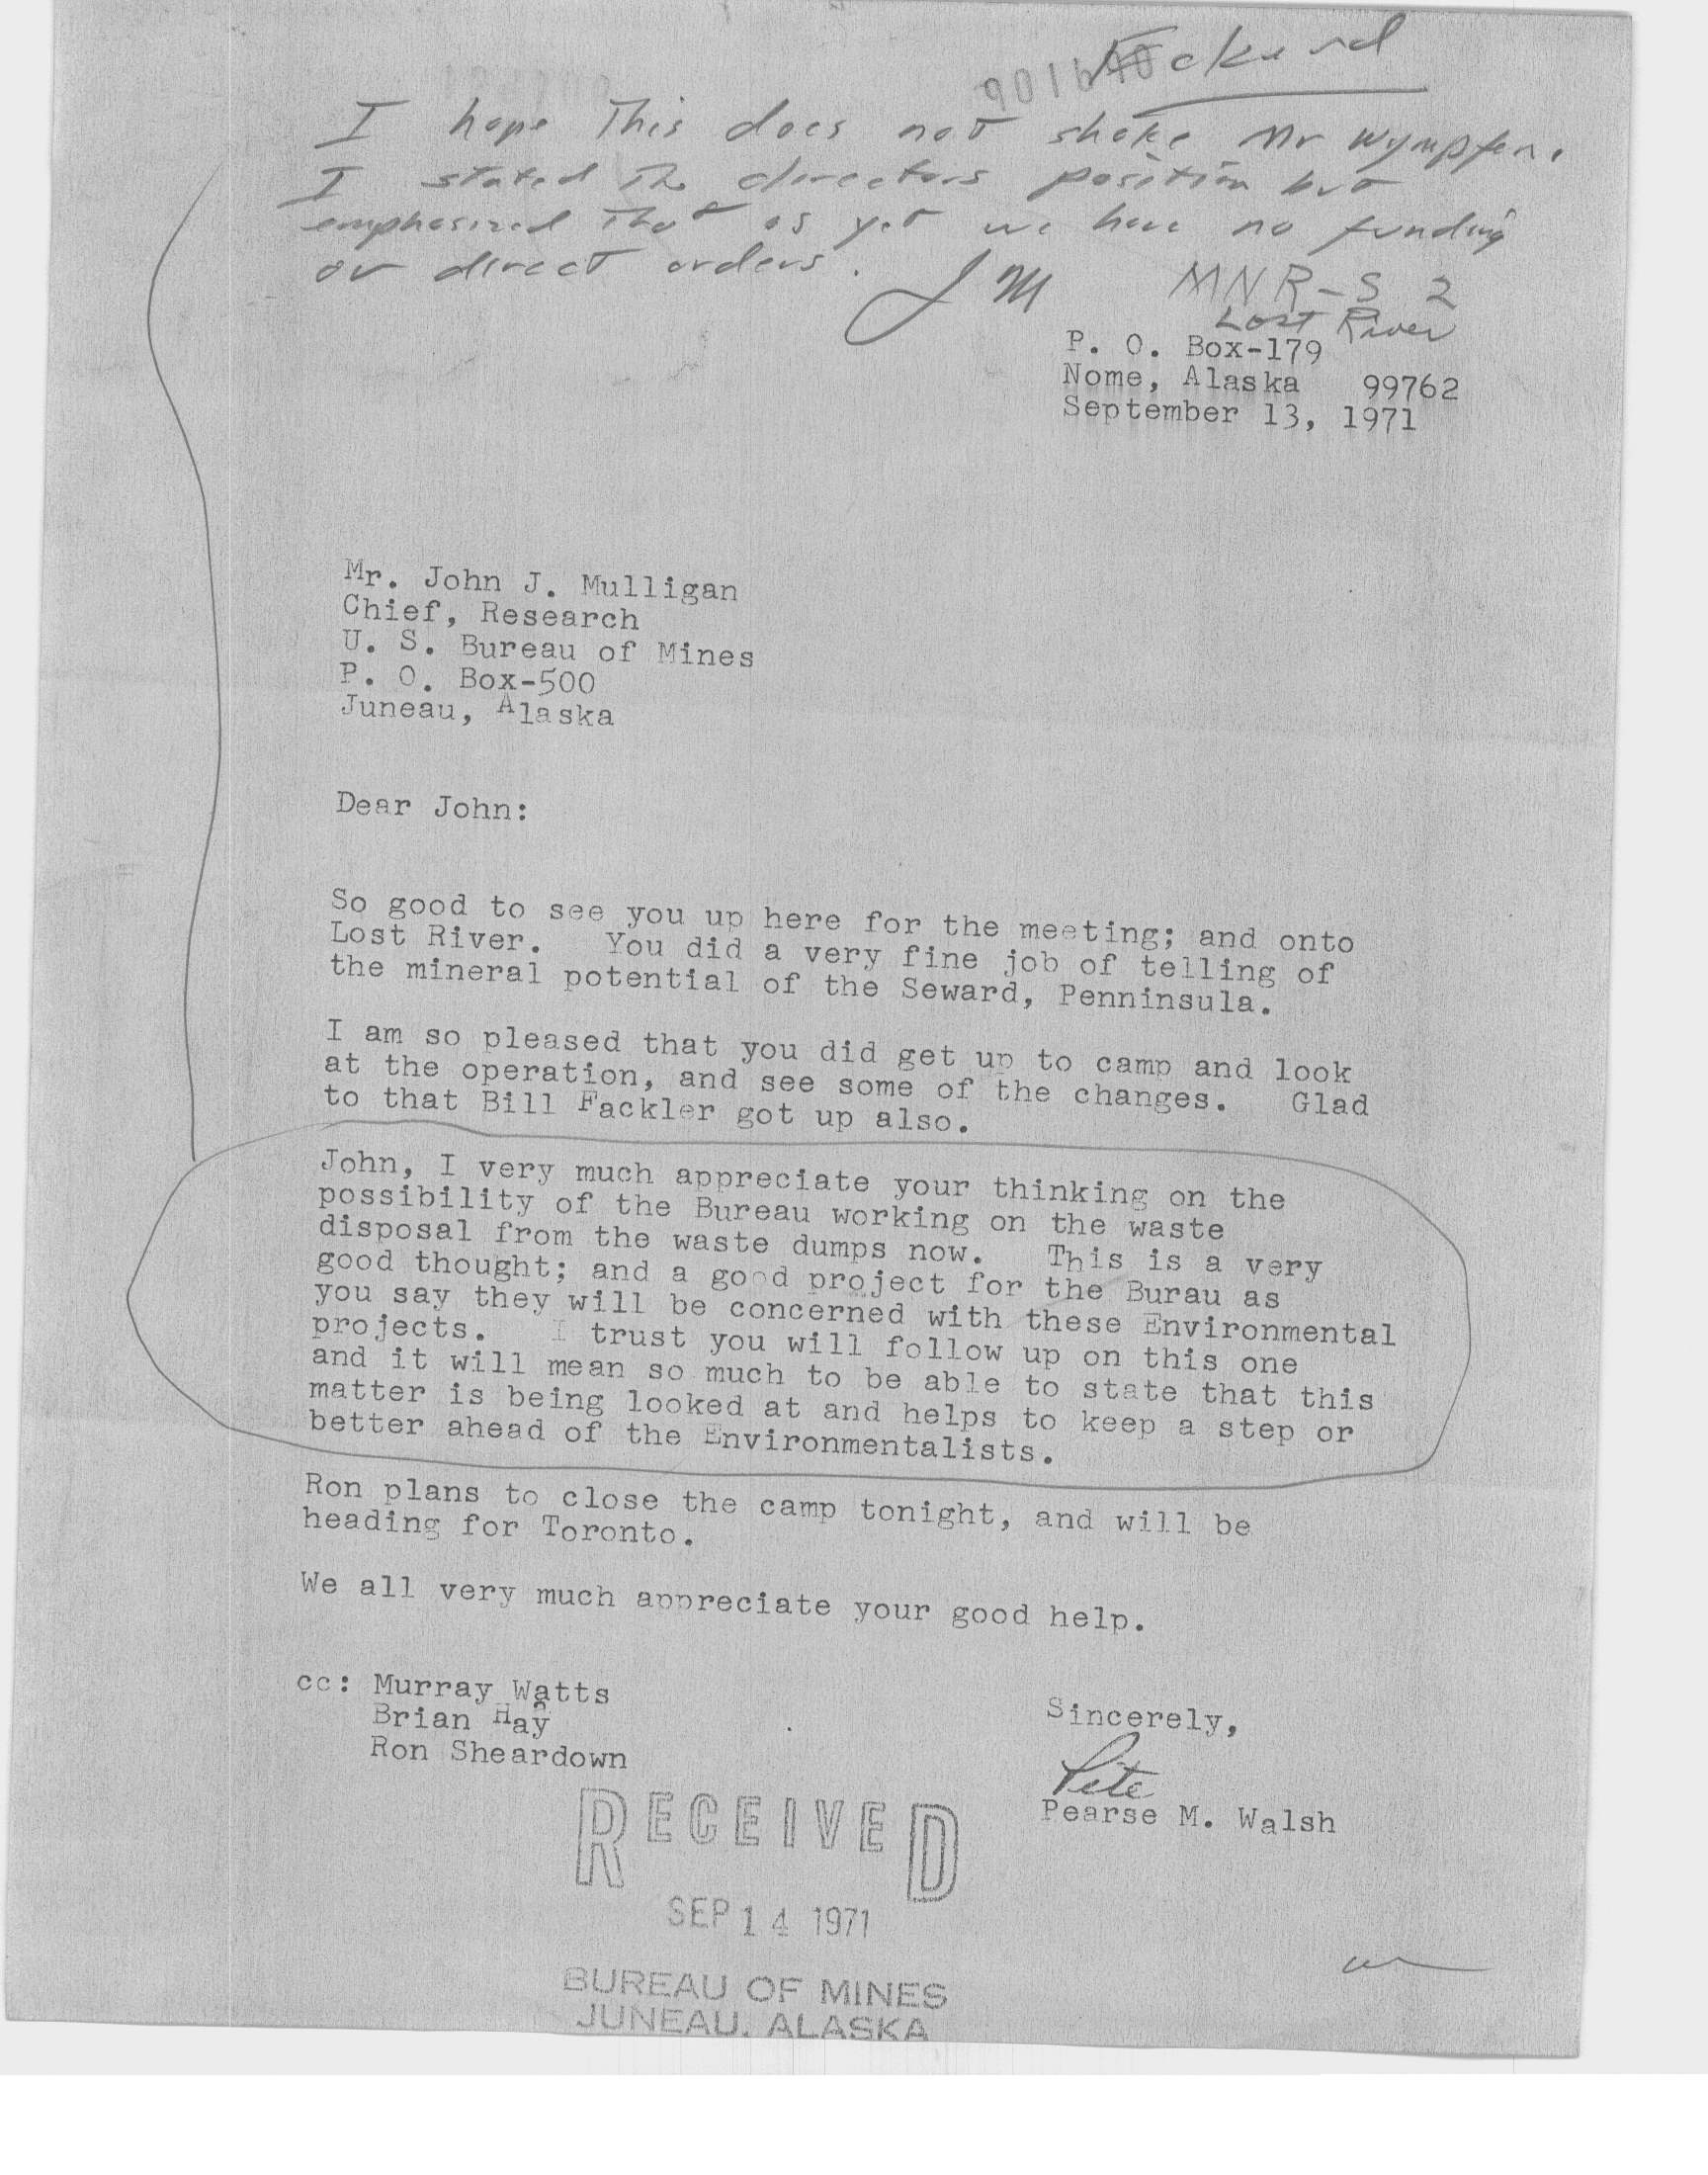 I hope This does not shake Mr Wympfen.
I stated The directors position but
emphasized That as yet we have no funding
or direct orders. JM
MNR-S 2
Lost River
P. O. Box-179
Nome, Alaska 99762
September 13, 1971
Mr. John J. Mulligan
Chief, Research
U. S. Bureau of Mines
P. O. Box-500
Juneau, Alaska
Dear John:
So good to see you up here for the meeting; and onto
Lost River. You did a very fine job of telling of
the mineral potential of the Seward, Penninsula.
I am so pleased that you did get up to camp and look
at the operation, and see some of the changes. Glad
to that Bill Fackler got up also.
John, I very much appreciate your thinking on the
possibility of the Bureau working on the waste
disposal from the waste dumps now. This is a very
good thought; and a good project for the Burau as
you say they will be concerned with these Environmental
projects. I trust you will follow up on this one
and it will mean so much to be able to state that this
matter is being looked at and helps to keep a step or
better ahead of the Environmentalists.
Ron plans to close the camp tonight, and will be
heading for Toronto.
We all very much appreciate your good help.
cc: Murray Watts
Brian Hay
Ron Sheardown
Sincerely,
Pete
Pearse M. Walsh
RECEIVED
SEP 14 1971
BUREAU OF MINES
JUNEAU, ALASKA